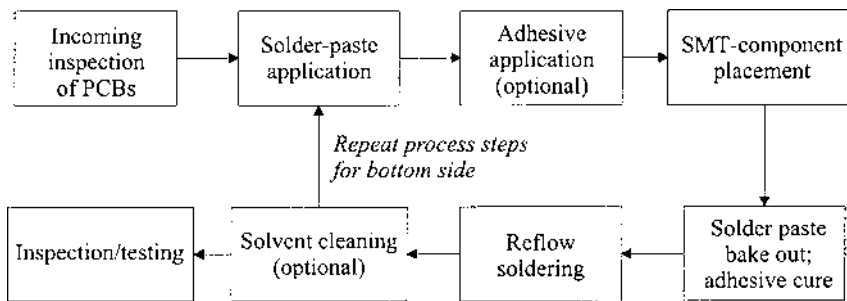 Incoming
inspection
of PCBs
Solder-paste
application
Adhesive
application
(optional)
SMT-component
placement
Repeat process steps
for bottom side
Inspection/testing
Solvent cleaning
(optional)
Reflow
soldering
Solder paste
bake out;
adhesive cure